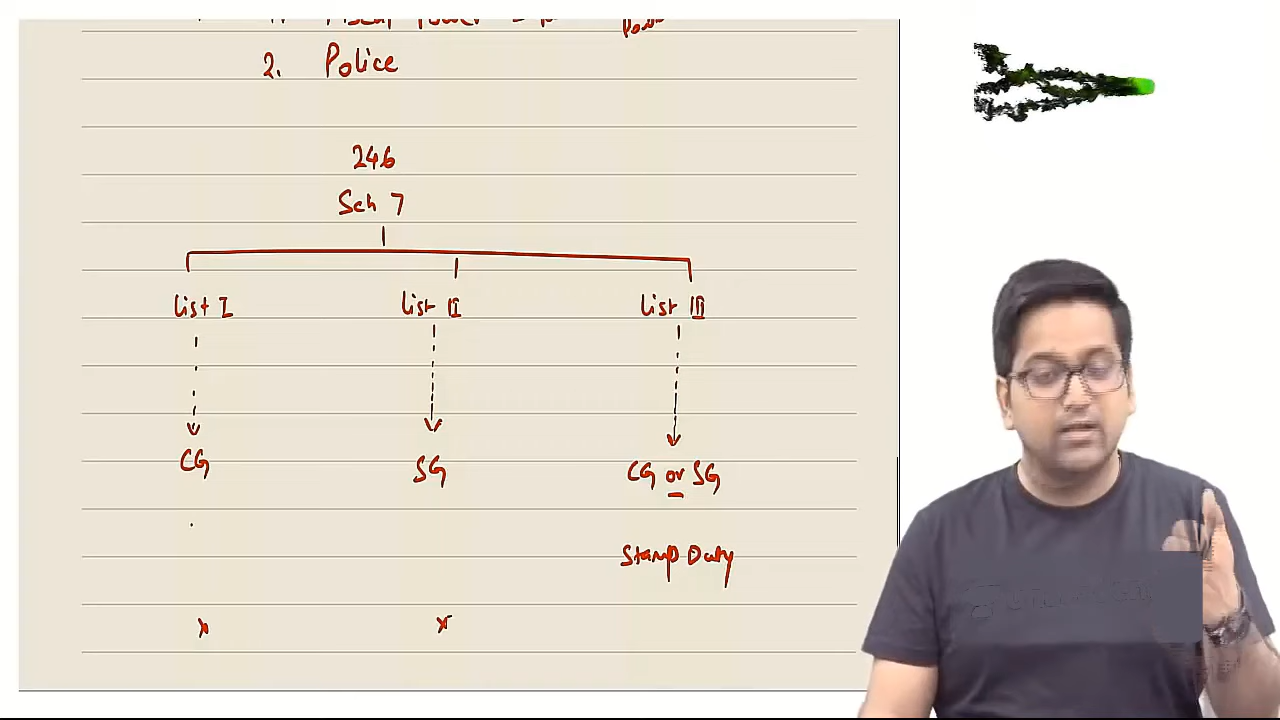 2. Police
246
Sch 7
List I List II List III
CG SG CG or SG
Stamp Duty